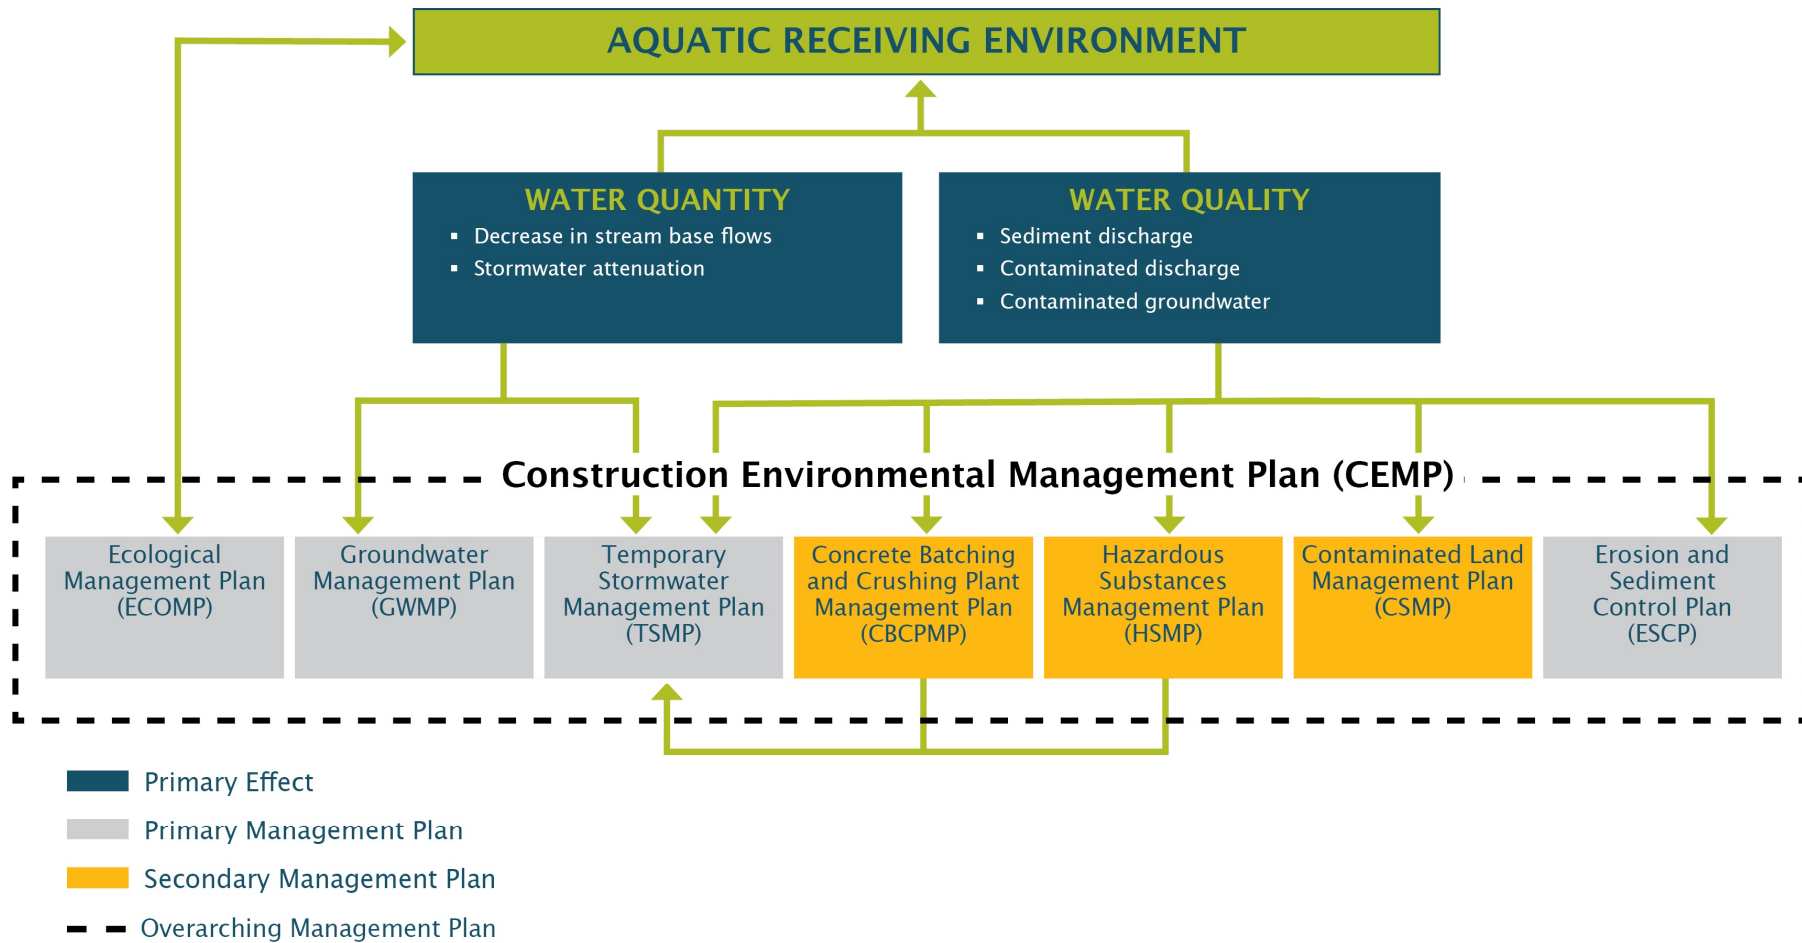 AQUATIC RECEIVING ENVIRONMENT
WATER QUANTITY
▪ Decrease in stream base flows
▪ Stormwater attenuation
WATER QUALITY
▪ Sediment discharge
▪ Contaminated discharge
▪ Contaminated groundwater
Construction Environmental Management Plan (CEMP)
Ecological
Management Plan
(ECOMP)
Groundwater
Management Plan
(GWMP)
Temporary
Stormwater
Management Plan
(TSMP)
Concrete Batching
and Crushing Plant
Management Plan
(CBCPMP)
Hazardous
Substances
Management Plan
(HSMP)
Contaminated Land
Management Plan
(CSMP)
Erosion and
Sediment
Control Plan
(ESCP)
Primary Effect
Primary Management Plan
Secondary Management Plan
Overarching Management Plan